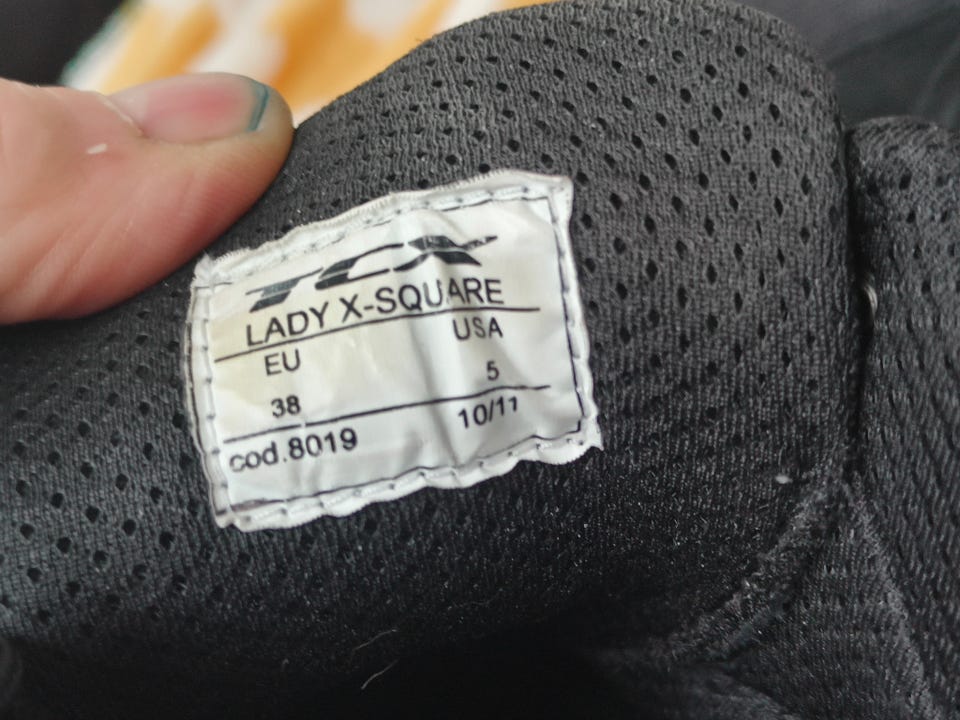 TCX
LADY X-SQUARE
EU USA
38 5
cod.8019 10/11